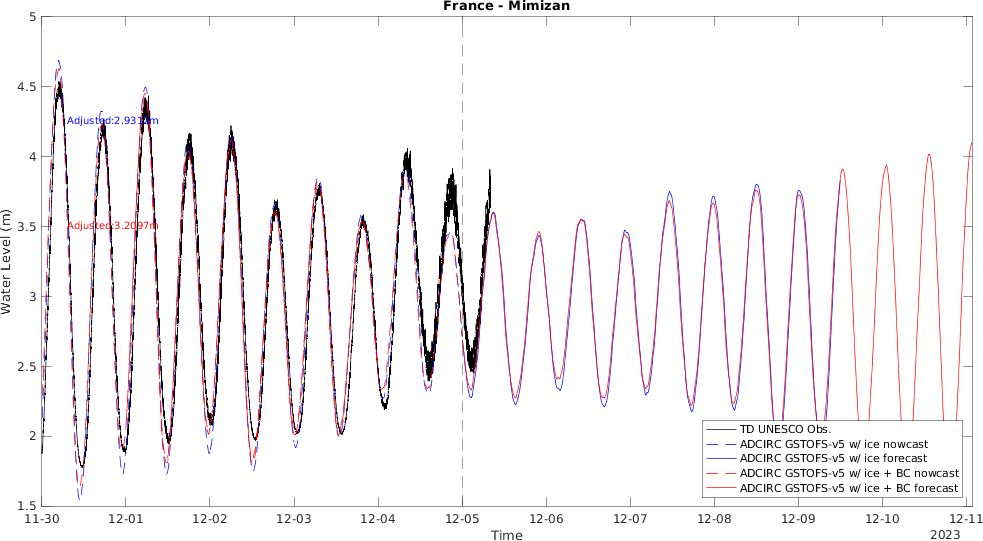 France - Mimizan
5
4.5
4
3.5
3
2.5
2
1.5
Water Level (m)
Adjusted:2.9312m
Adjusted:3.2097m
TD UNESCO Obs.
ADCIRC GSTOFS-v5 w/ ice nowcast
ADCIRC GSTOFS-v5 w/ ice forecast
ADCIRC GSTOFS-v5 w/ ice + BC nowcast
ADCIRC GSTOFS-v5 w/ ice + BC forecast
11-30 12-01 12-02 12-03 12-04 12-05 12-06 12-07 12-08 12-09 12-10 12-11
Time
2023